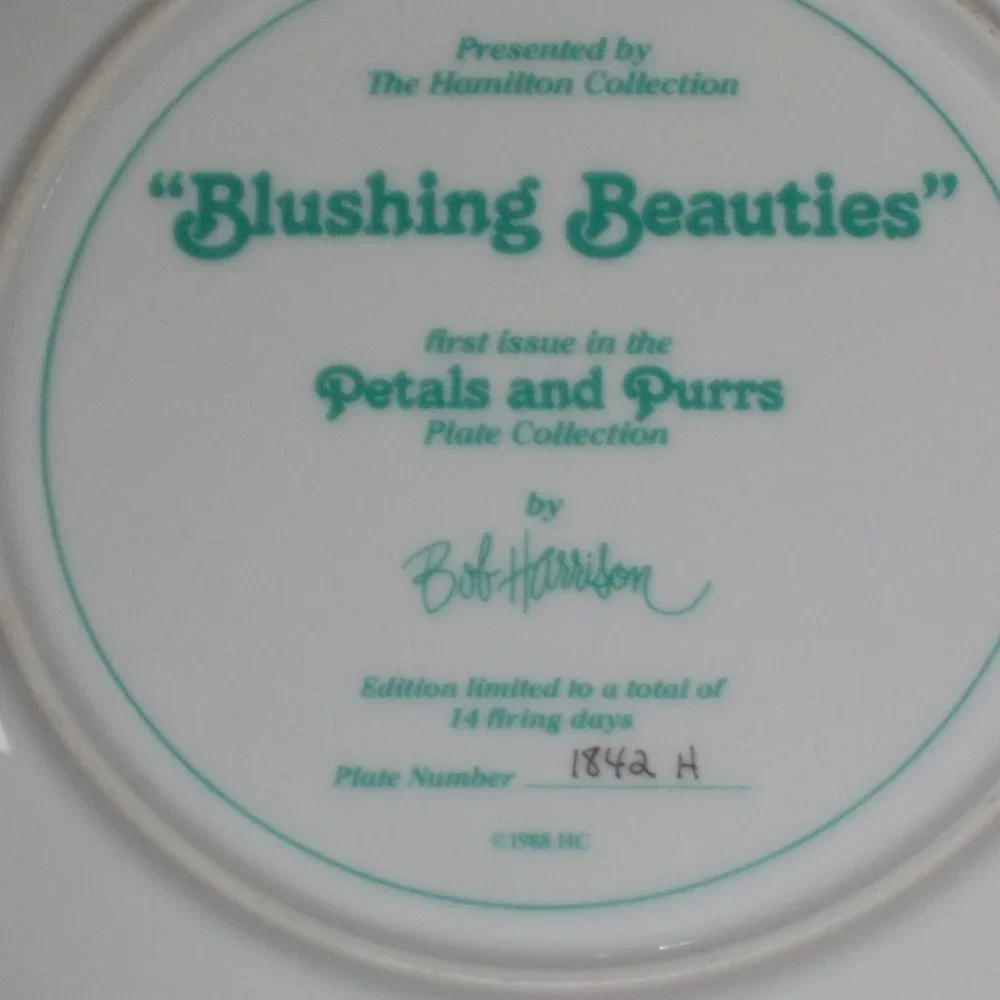 Presented by
The Hamilton Collection
“Blushing Beauties”
first issue in the
Petals and Purrs
Plate Collection
by
Bob Harrison
Edition limited to a total of
14 firing days
Plate Number 1842 H
©1988 HC